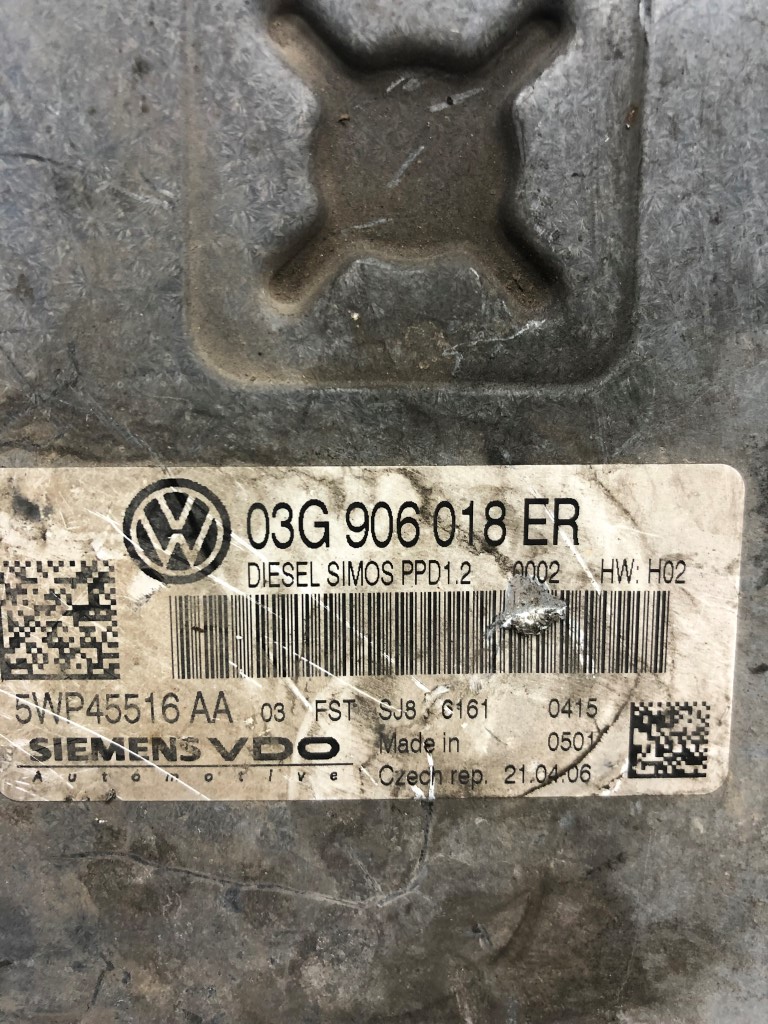 VW 03G 906 018 ER
DIESEL SIMOS PPD1.2 0002 HW: H02
5WP45516 AA 03 FST SJ8 C161 0415
SIEMENS VDO Made in 0501
Automotive Czech rep. 21.04.06